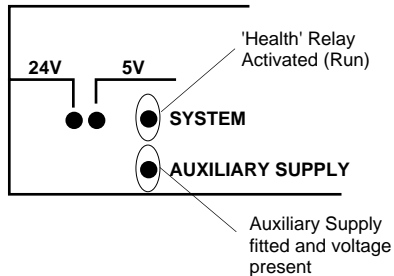 'Health' Relay
Activated (Run)
24V 5V
SYSTEM
AUXILIARY SUPPLY
Auxiliary Supply
fitted and voltage
present